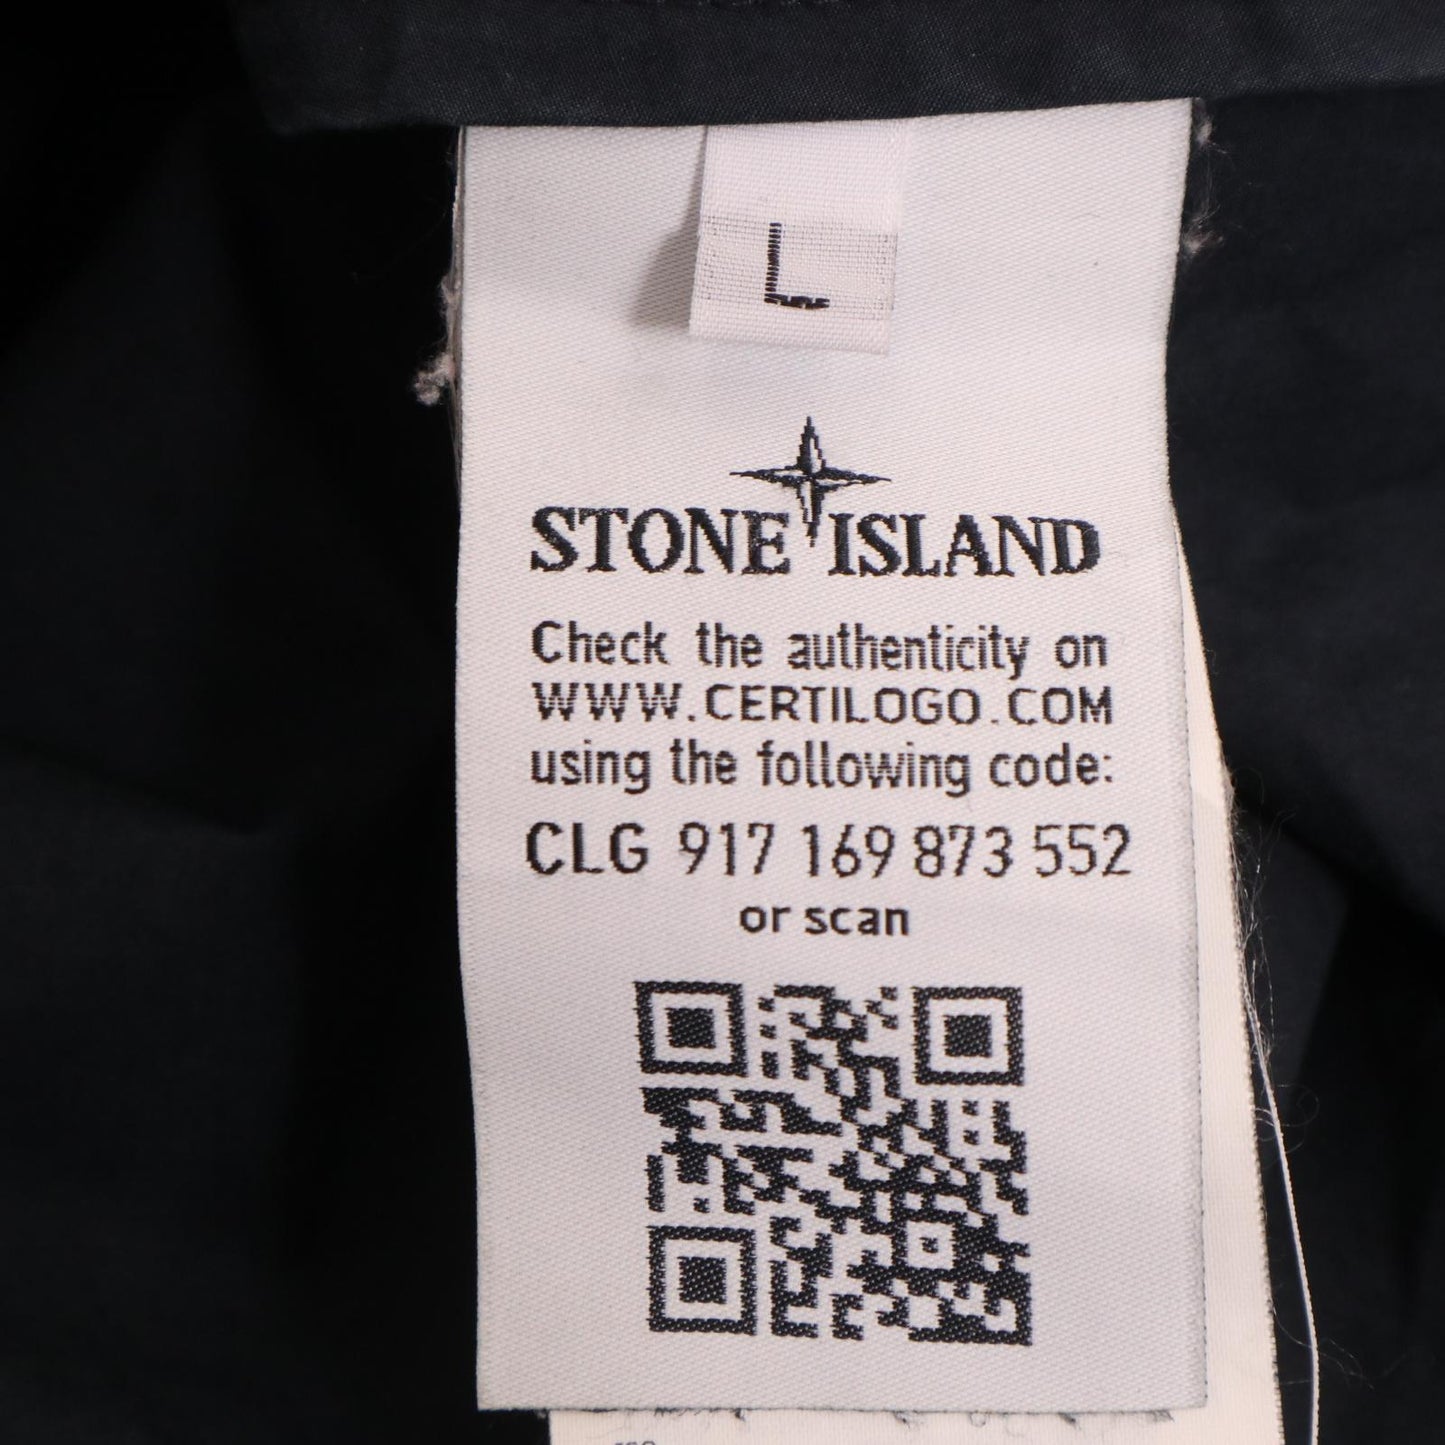 L
STONE ISLAND
Check the authenticity on
WWW.CERTILOGO.COM
using the following code:
CLG 917 169 873 552
or scan